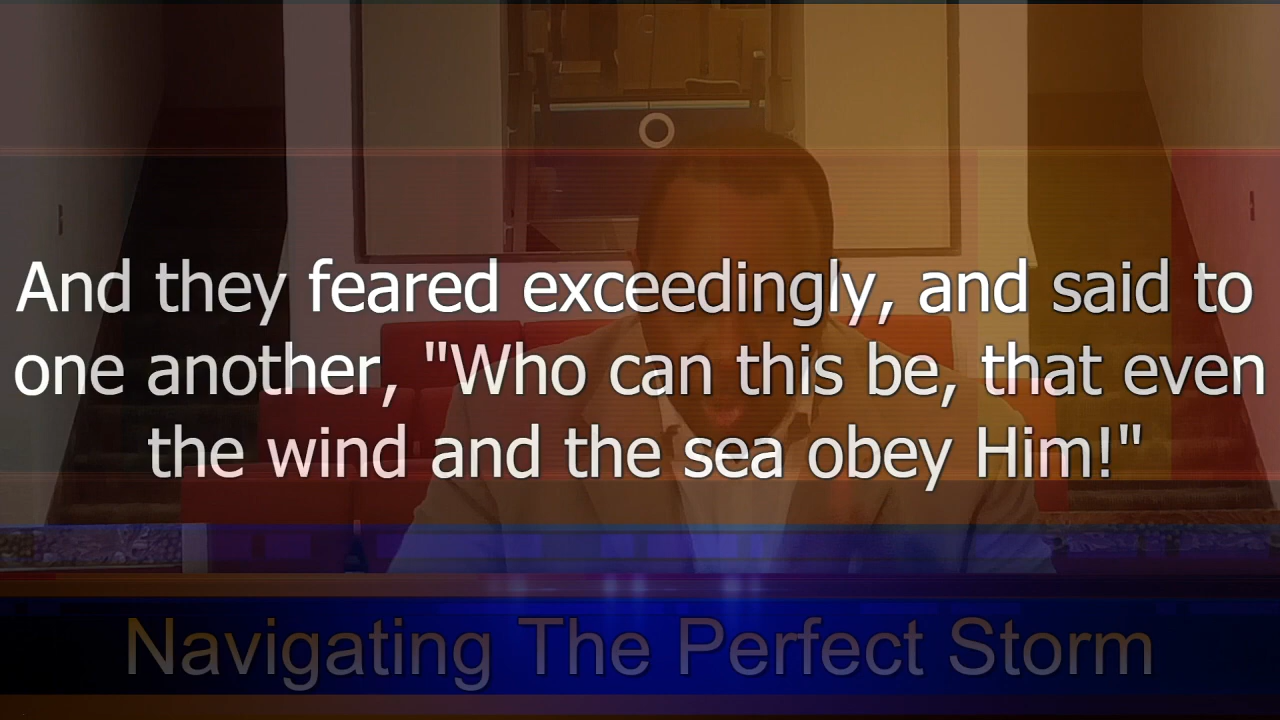 And they feared exceedingly, and said to
one another, "Who can this be, that even
the wind and the sea obey Him!"
Navigating The Perfect Storm